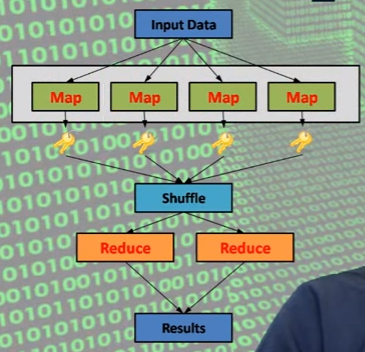 Input Data
Map Map Map Map
Shuffle
Reduce Reduce
Results